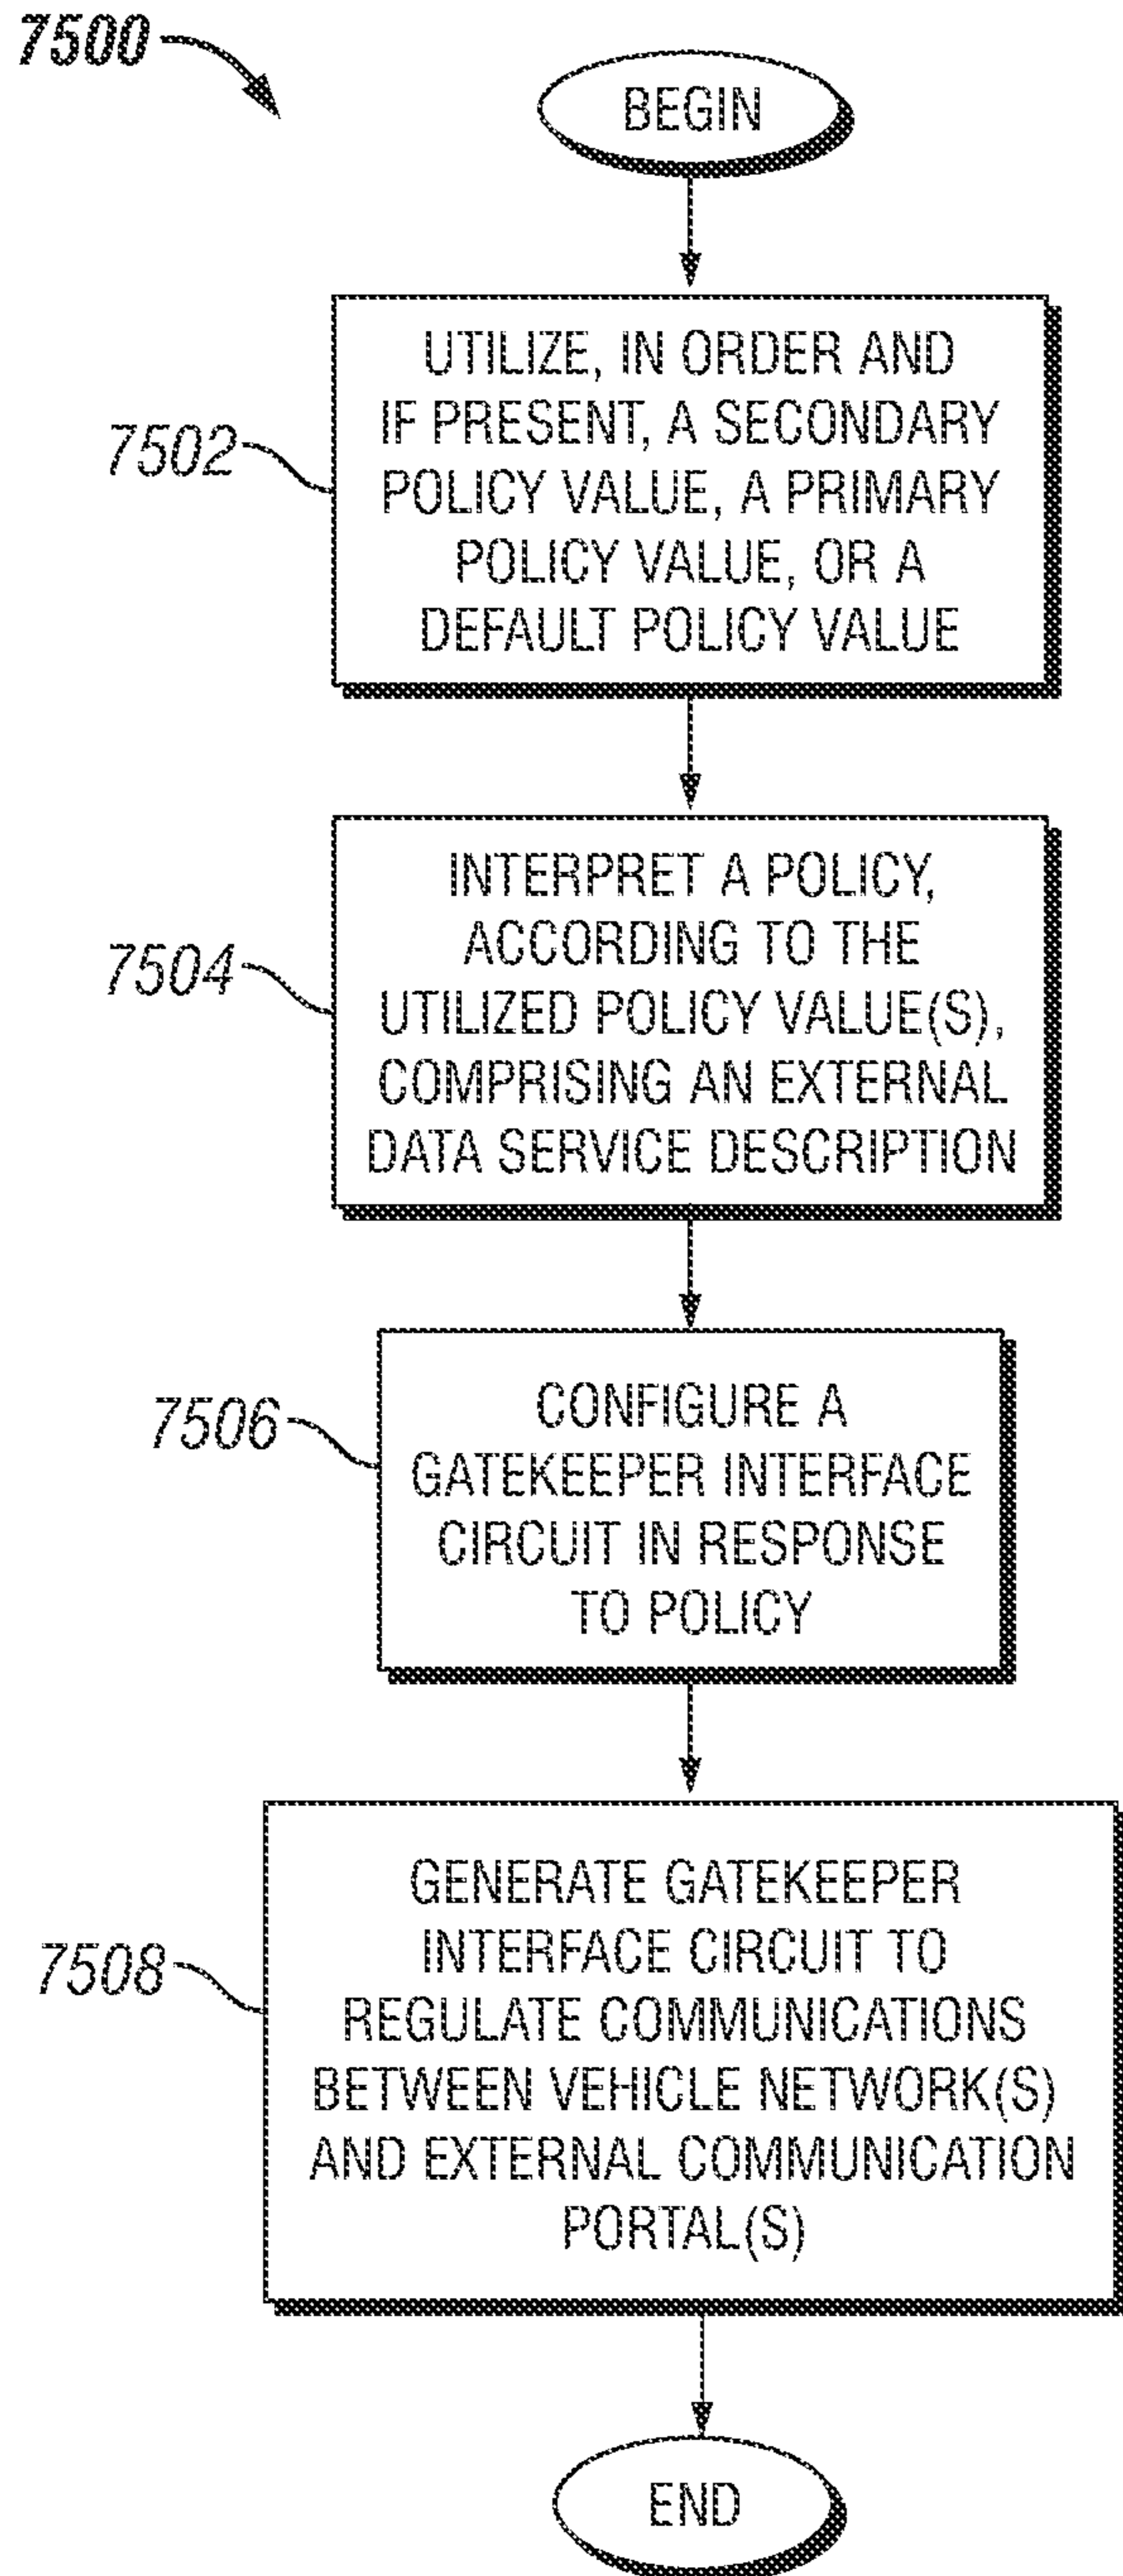 7500
BEGIN
UTILIZE, IN ORDER AND
IF PRESENT, A SECONDARY
POLICY VALUE, A PRIMARY
POLICY VALUE, OR A
DEFAULT POLICY VALUE
7502
INTERPRET A POLICY,
ACCORDING TO THE
UTILIZED POLICY VALUE(S),
COMPRISING AN EXTERNAL
DATA SERVICE DESCRIPTION
7504
CONFIGURE A
GATEKEEPER INTERFACE
CIRCUIT IN RESPONSE
TO POLICY
7506
GENERATE GATEKEEPER
INTERFACE CIRCUIT TO
REGULATE COMMUNICATIONS
BETWEEN VEHICLE NETWORK(S)
AND EXTERNAL COMMUNICATION
PORTAL(S)
7508
END